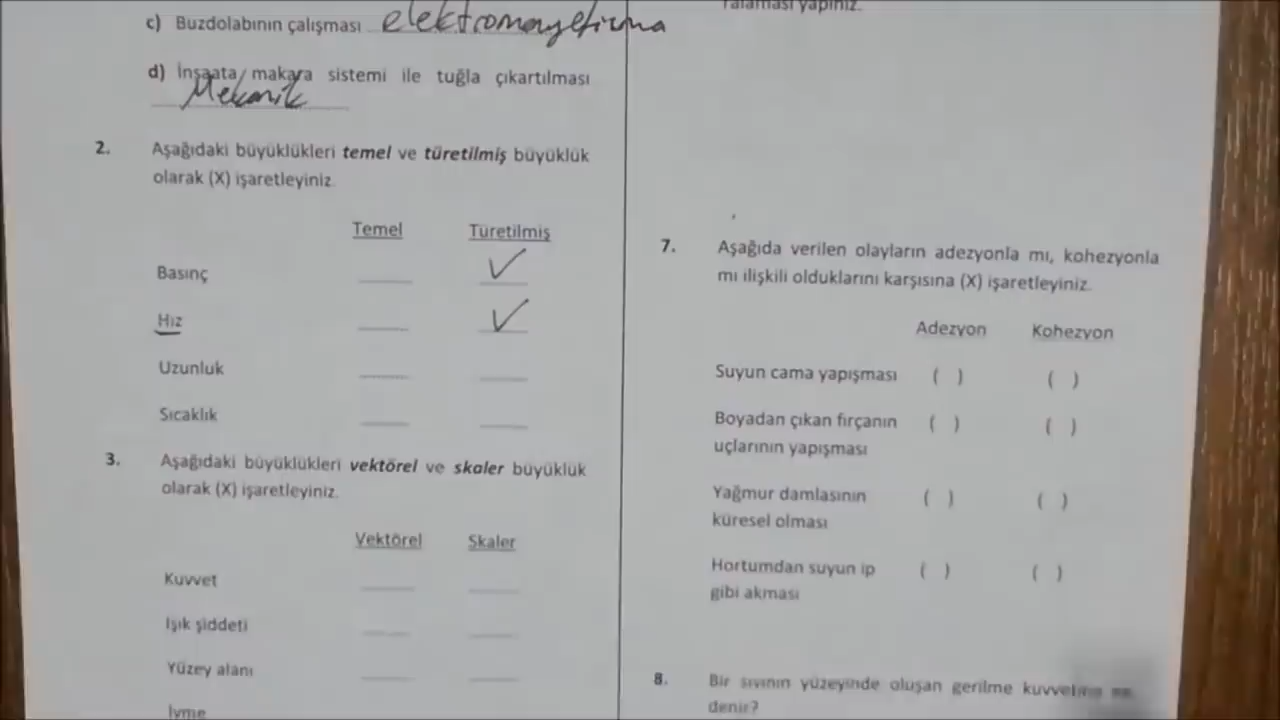 c) Buzdolabının çalışması elektromagetizma
d) İnşaata makara sistemi ile tuğla çıkartılması
Mekanik
2. Aşağıdaki büyüklükleri temel ve türetilmiş büyüklük
olarak (X) işaretleyiniz.
Temel Türetilmiş
Basınç ✓
Hız ✓
Uzunluk
Sıcaklık
3. Aşağıdaki büyüklükleri vektörel ve skaler büyüklük
olarak (X) işaretleyiniz.
Vektörel Skaler
Kuvvet
Işık şiddeti
Yüzey alanı
İvme
yapınız.
7. Aşağıda verilen olayların adezyonla mı, kohezyonla
mı ilişkili olduklarını karşısına (X) işaretleyiniz.
Adezyon Kohezyon
Suyun cama yapışması ( ) ( )
Boyadan çıkan fırçanın ( ) ( )
uçlarının yapışması
Yağmur damlasının ( ) ( )
küresel olması
Hortumdan suyun ip ( ) ( )
gibi akması
8. Bir sıvının yüzeyinde oluşan gerilme
denir?